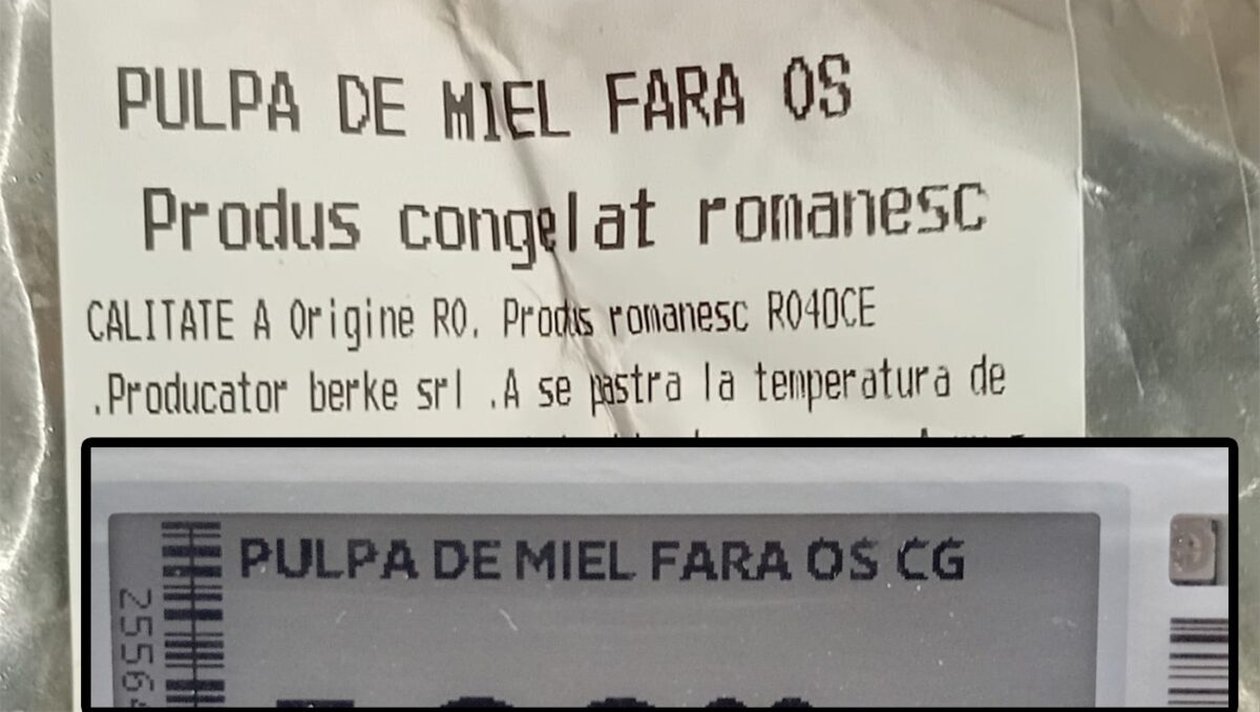 PULPA DE MIEL FARA OS
Produs congelat romanesc
CALITATE A Origine RO. Produs romanesc RO40CE
.Producator berke srl .A se pastra la temperatura de
PULPA DE MIEL FARA OS CG
25564